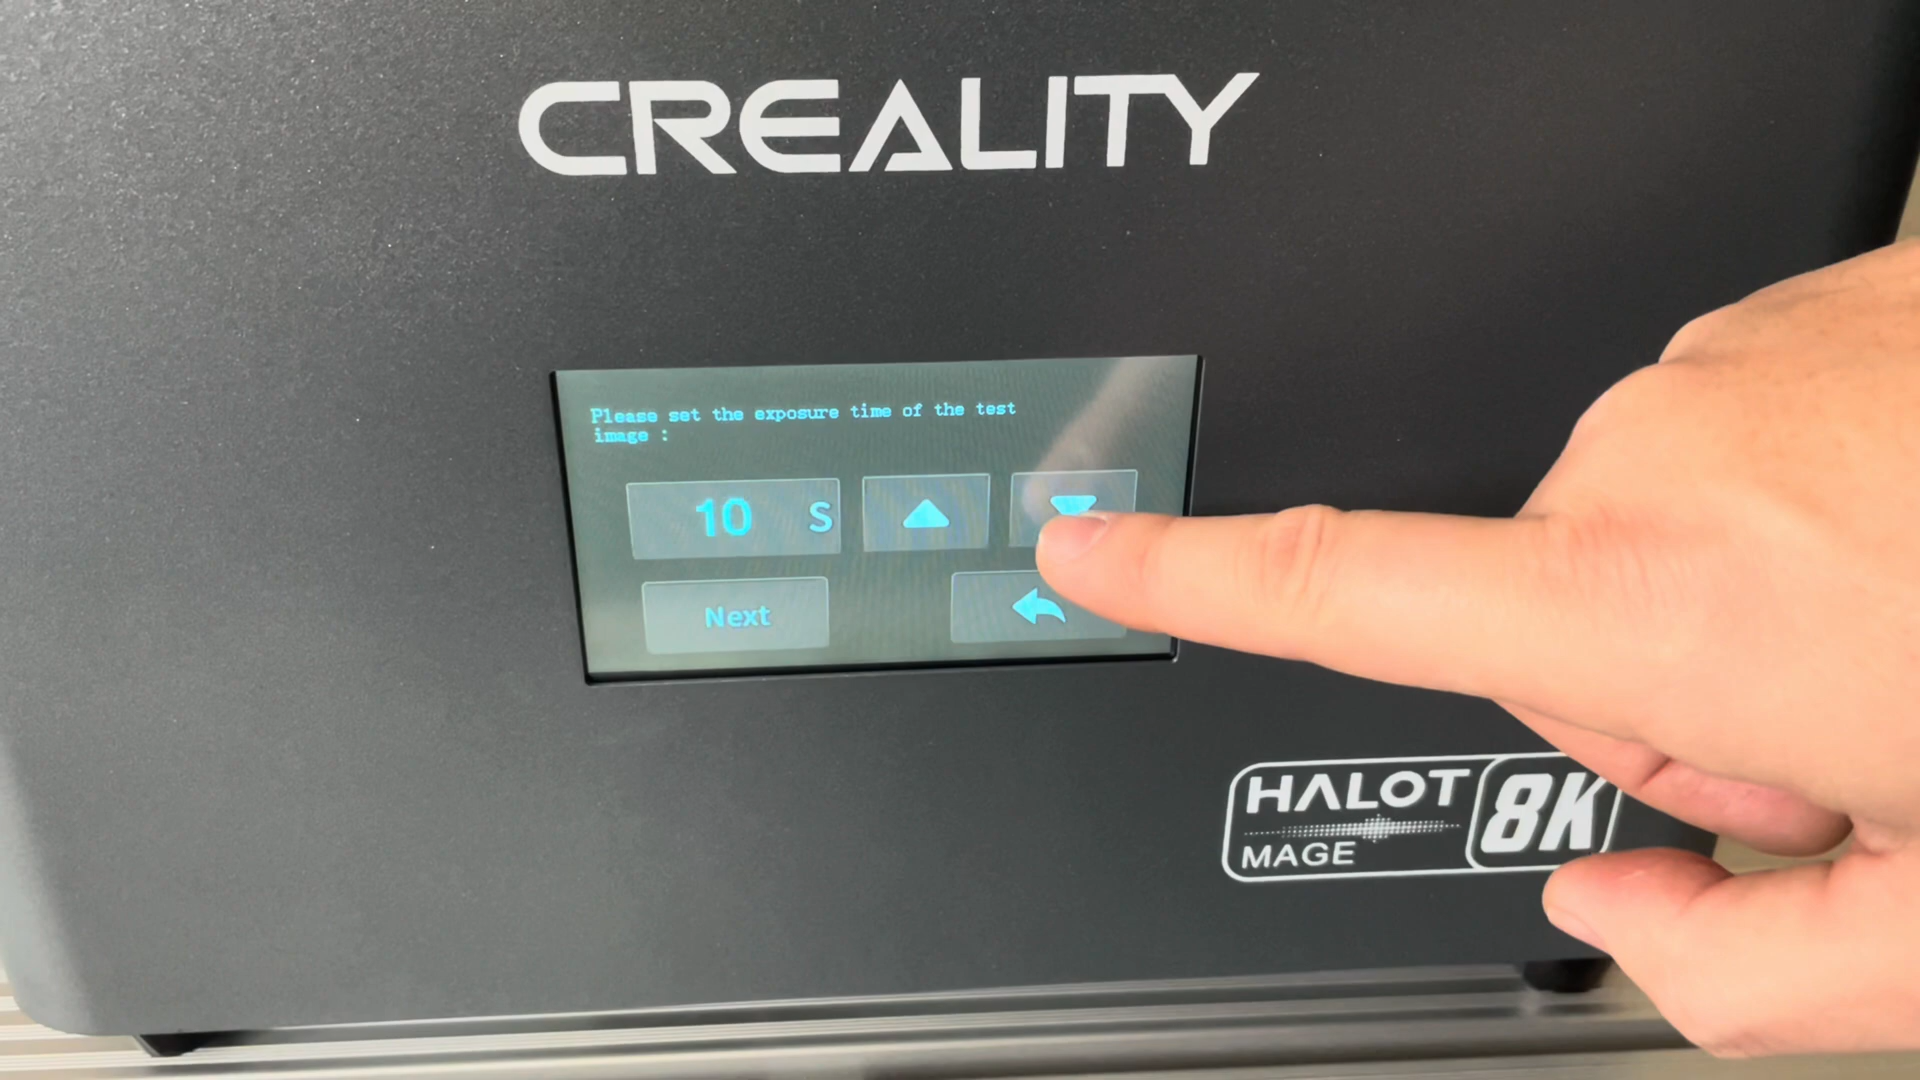 CREALITY
Please set the exposure time of the test
image :
10 S
Next
HALOT 8K
MAGE